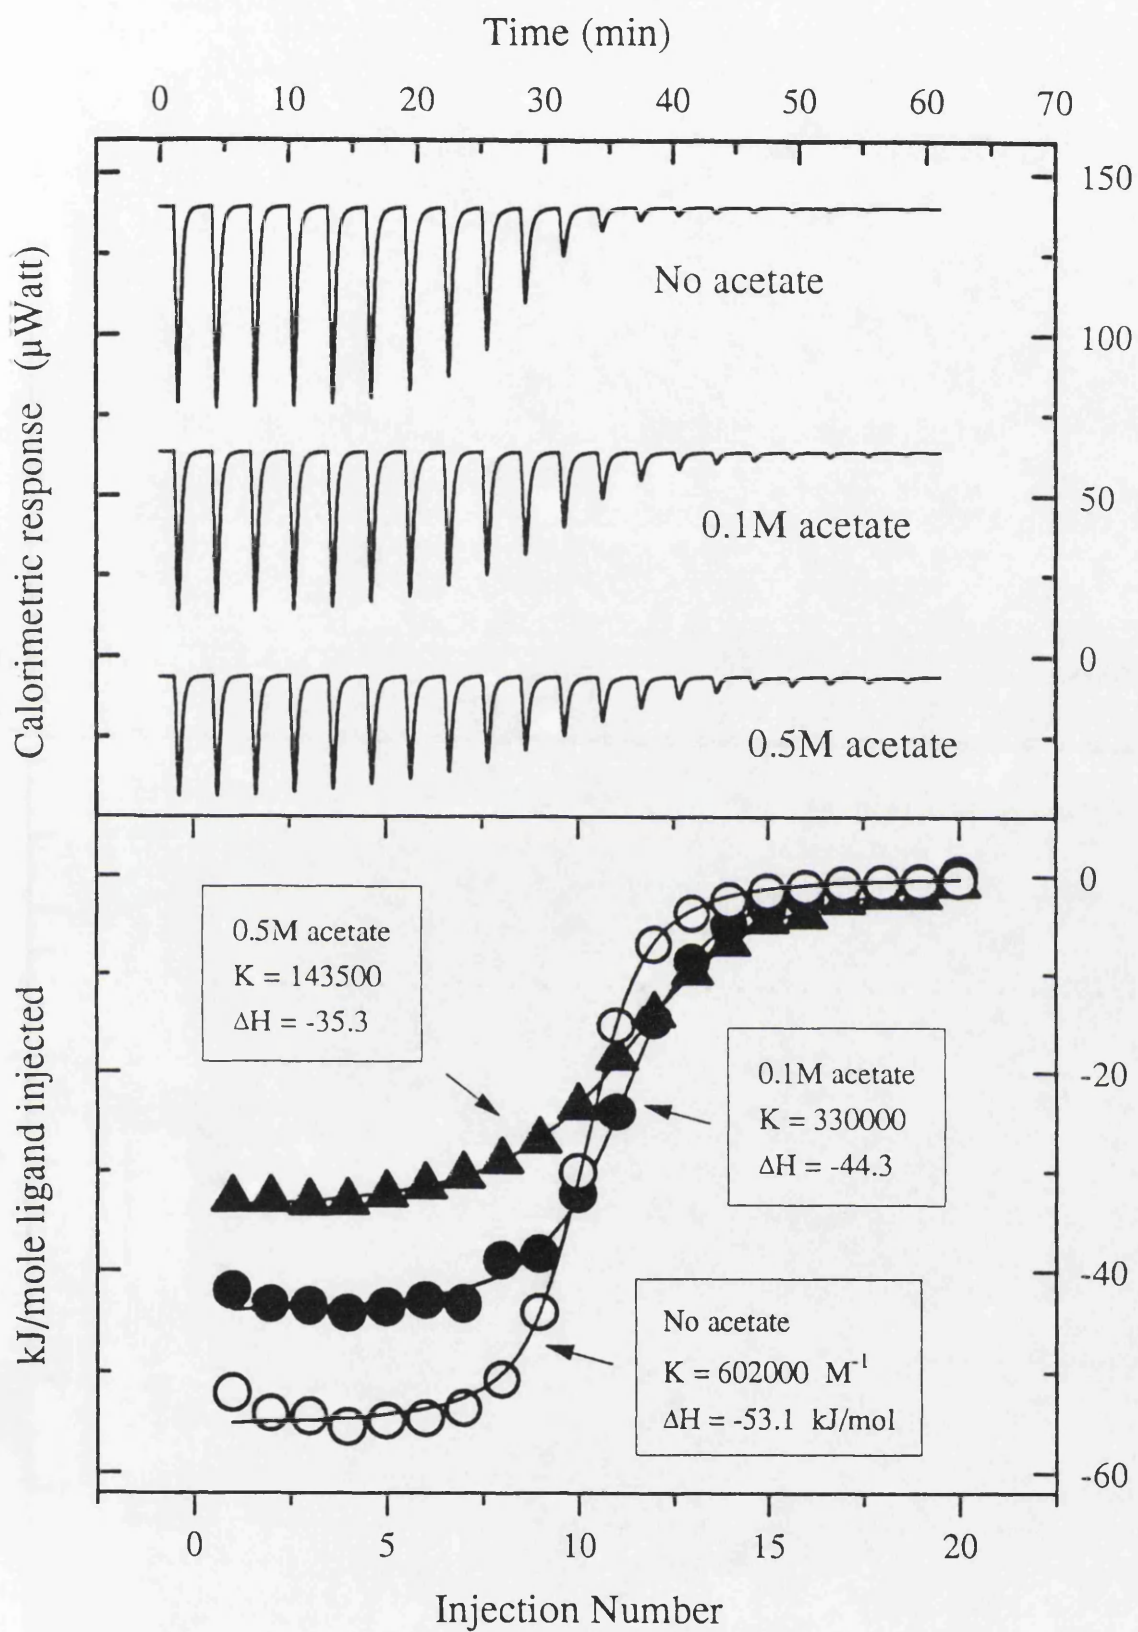 Time (min)
0 10 20 30 40 50 60 70
Calorimetric response (µWatt)
150
100
50
0
No acetate
0.1M acetate
0.5M acetate
kJ/mole ligand injected
0
-20
-40
-60
0.5M acetate
K = 143500
ΔH = -35.3
0.1M acetate
K = 330000
ΔH = -44.3
No acetate
K = 602000 M⁻¹
ΔH = -53.1 kJ/mol
0 5 10 15 20
Injection Number